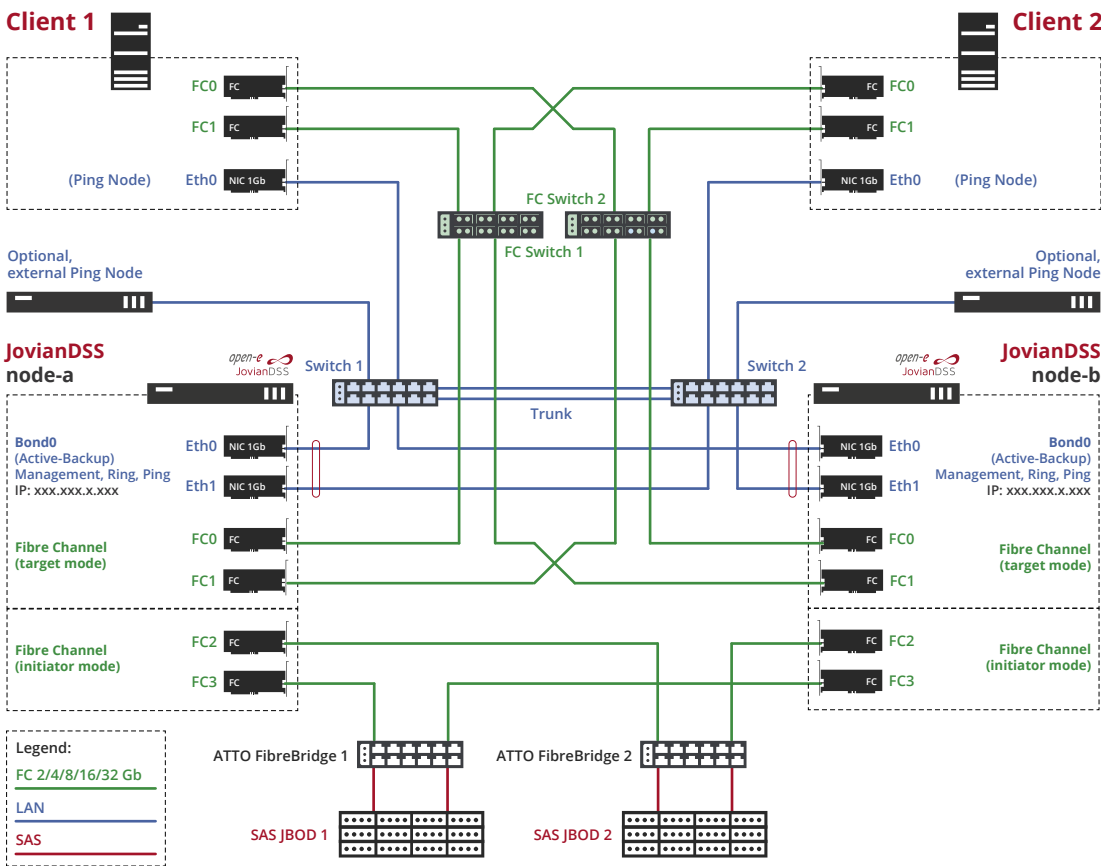 Client 1
Client 2
FC0 FC
FC FC0
FC1 FC
FC FC1
(Ping Node) Eth0 NIC 1Gb
NIC 1Gb Eth0 (Ping Node)
FC Switch 2
FC Switch 1
Optional,
external Ping Node
Optional,
external Ping Node
JovianDSS
node-a
open-e
JovianDSS
Switch 1
Switch 2
open-e
JovianDSS
JovianDSS
node-b
Trunk
Bond0
(Active-Backup)
Management, Ring, Ping
IP: xxx.xxx.x.xxx
Eth0 NIC 1Gb
Eth1 NIC 1Gb
NIC 1Gb Eth0
NIC 1Gb Eth1
Bond0
(Active-Backup)
Management, Ring, Ping
IP: xxx.xxx.x.xxx
Fibre Channel
(target mode)
FC0 FC
FC1 FC
FC FC0
FC FC1
Fibre Channel
(target mode)
Fibre Channel
(initiator mode)
FC2 FC
FC3 FC
FC FC2
FC FC3
Fibre Channel
(initiator mode)
Legend:
FC 2/4/8/16/32 Gb
LAN
SAS
ATTO FibreBridge 1
ATTO FibreBridge 2
SAS JBOD 1
SAS JBOD 2